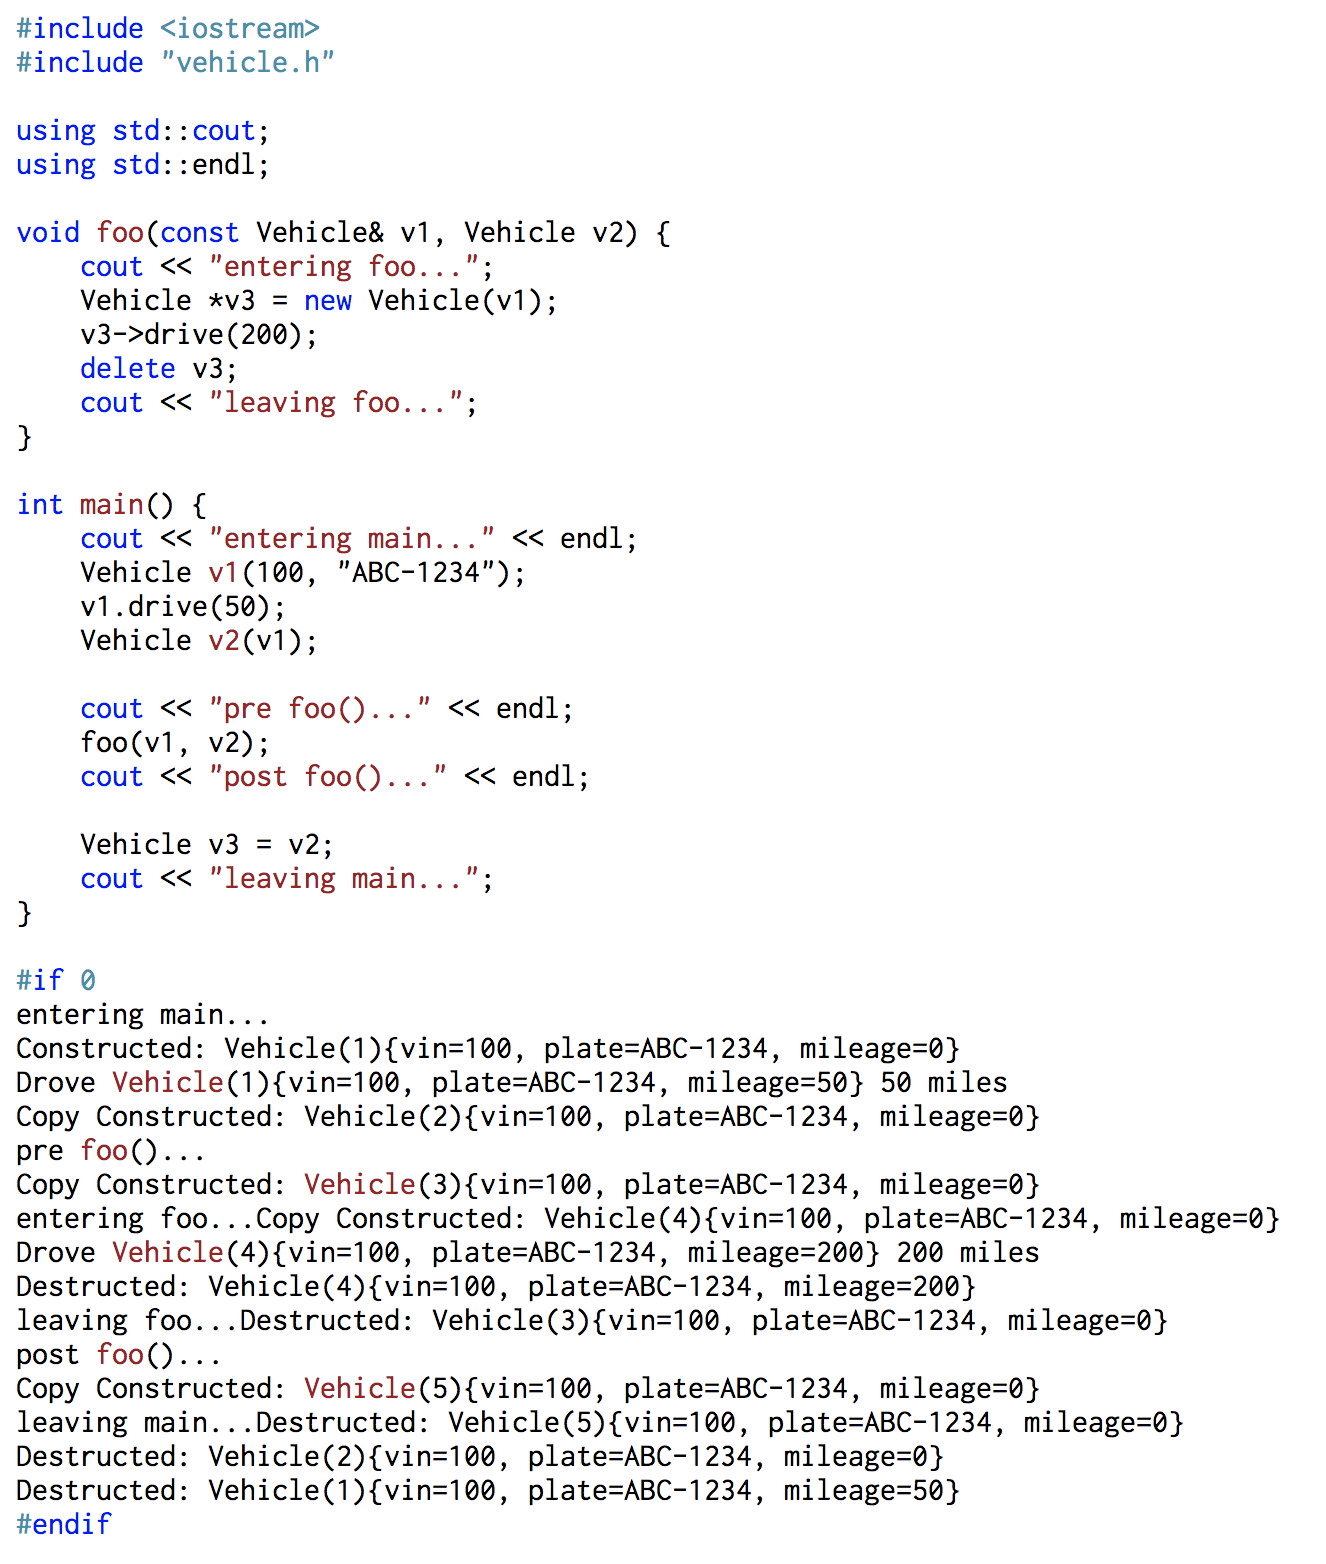 #include <iostream>
#include "vehicle.h"

using std::cout;
using std::endl;

void foo(const Vehicle& v1, Vehicle v2) {
    cout << "entering foo...";
    Vehicle *v3 = new Vehicle(v1);
    v3->drive(200);
    delete v3;
    cout << "leaving foo...";
}

int main() {
    cout << "entering main..." << endl;
    Vehicle v1(100, "ABC-1234");
    v1.drive(50);
    Vehicle v2(v1);

    cout << "pre foo()..." << endl;
    foo(v1, v2);
    cout << "post foo()..." << endl;

    Vehicle v3 = v2;
    cout << "leaving main...";
}

#if 0
entering main...
Constructed: Vehicle(1){vin=100, plate=ABC-1234, mileage=0}
Drove Vehicle(1){vin=100, plate=ABC-1234, mileage=50} 50 miles
Copy Constructed: Vehicle(2){vin=100, plate=ABC-1234, mileage=0}
pre foo()...
Copy Constructed: Vehicle(3){vin=100, plate=ABC-1234, mileage=0}
entering foo...Copy Constructed: Vehicle(4){vin=100, plate=ABC-1234, mileage=0}
Drove Vehicle(4){vin=100, plate=ABC-1234, mileage=200} 200 miles
Destructed: Vehicle(4){vin=100, plate=ABC-1234, mileage=200}
leaving foo...Destructed: Vehicle(3){vin=100, plate=ABC-1234, mileage=0}
post foo()...
Copy Constructed: Vehicle(5){vin=100, plate=ABC-1234, mileage=0}
leaving main...Destructed: Vehicle(5){vin=100, plate=ABC-1234, mileage=0}
Destructed: Vehicle(2){vin=100, plate=ABC-1234, mileage=0}
Destructed: Vehicle(1){vin=100, plate=ABC-1234, mileage=50}
#endif